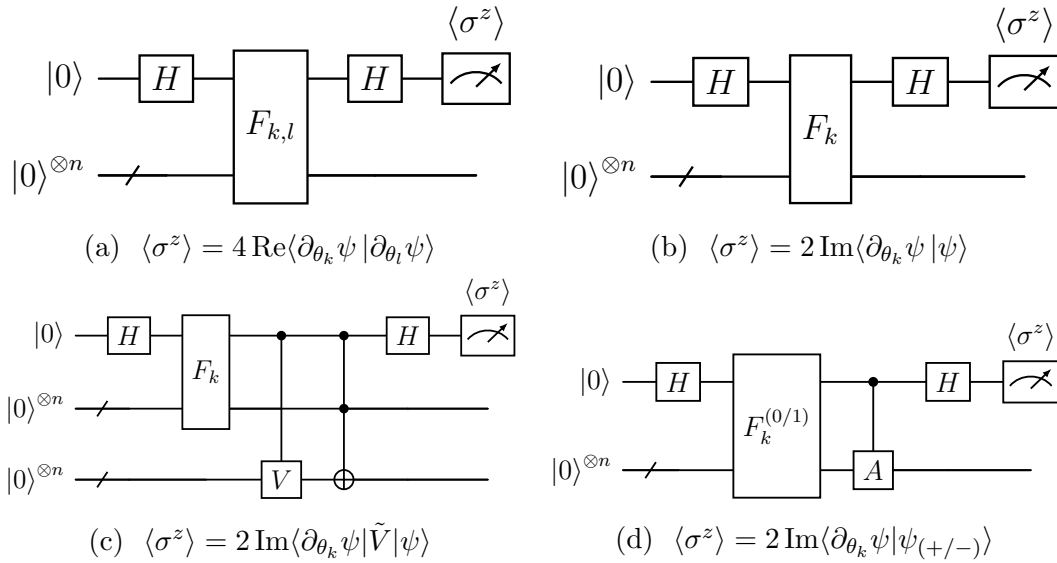 ⟨σ^z⟩
|0⟩ H F_{k,l} H
|0⟩^{⊗n}
(a) ⟨σ^z⟩ = 4 Re⟨∂_{θ_k}ψ |∂_{θ_l}ψ⟩
⟨σ^z⟩
|0⟩ H F_k H
|0⟩^{⊗n}
(b) ⟨σ^z⟩ = 2 Im⟨∂_{θ_k}ψ |ψ⟩
⟨σ^z⟩
|0⟩ H F_k H
|0⟩^{⊗n}
|0⟩^{⊗n} V
(c) ⟨σ^z⟩ = 2 Im⟨∂_{θ_k}ψ|Ṽ|ψ⟩
⟨σ^z⟩
|0⟩ H F_k^{(0/1)} H
|0⟩^{⊗n} A
(d) ⟨σ^z⟩ = 2 Im⟨∂_{θ_k}ψ|ψ_{(+/−)}⟩